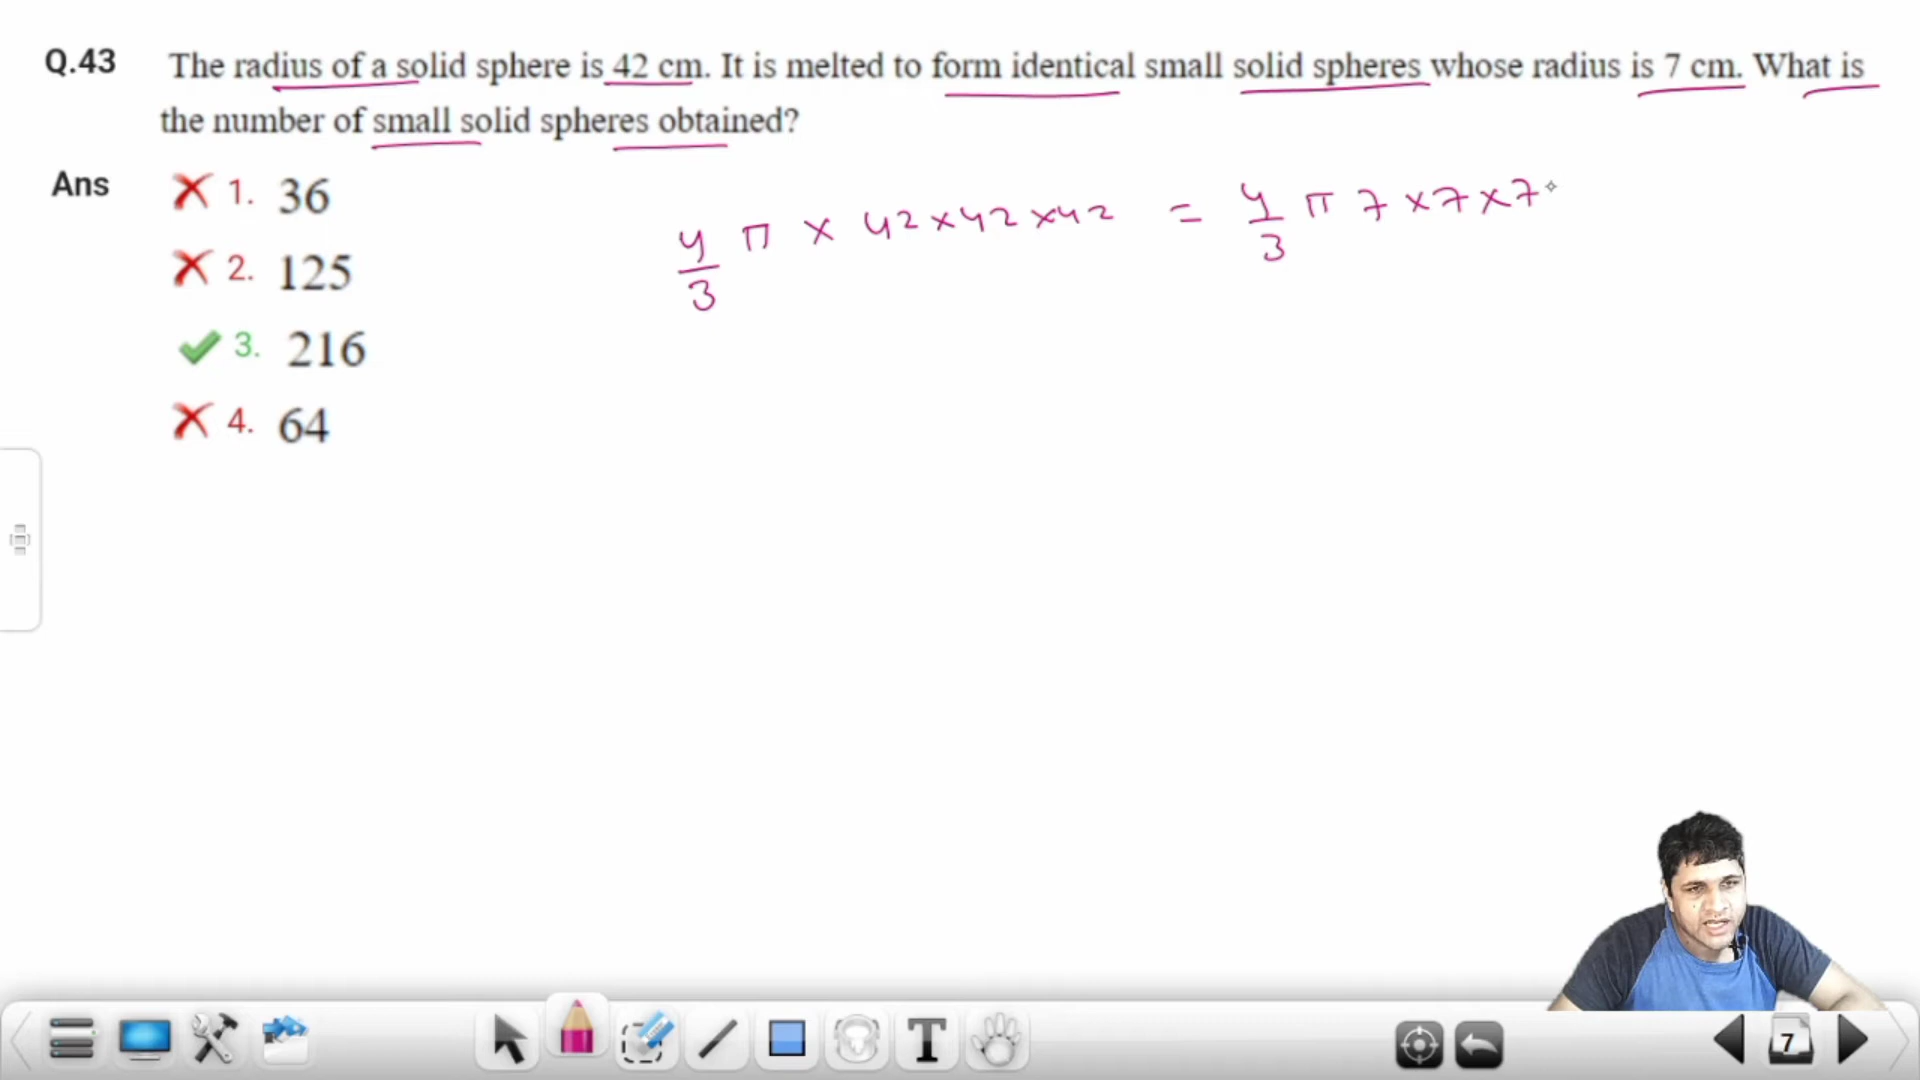 Q.43 The radius of a solid sphere is 42 cm. It is melted to form identical small solid spheres whose radius is 7 cm. What is
the number of small solid spheres obtained?
Ans 1. 36
2. 125
3. 216
4. 64
4/3 π × 42×42×42 = 4/3 π 7×7×7
T
7